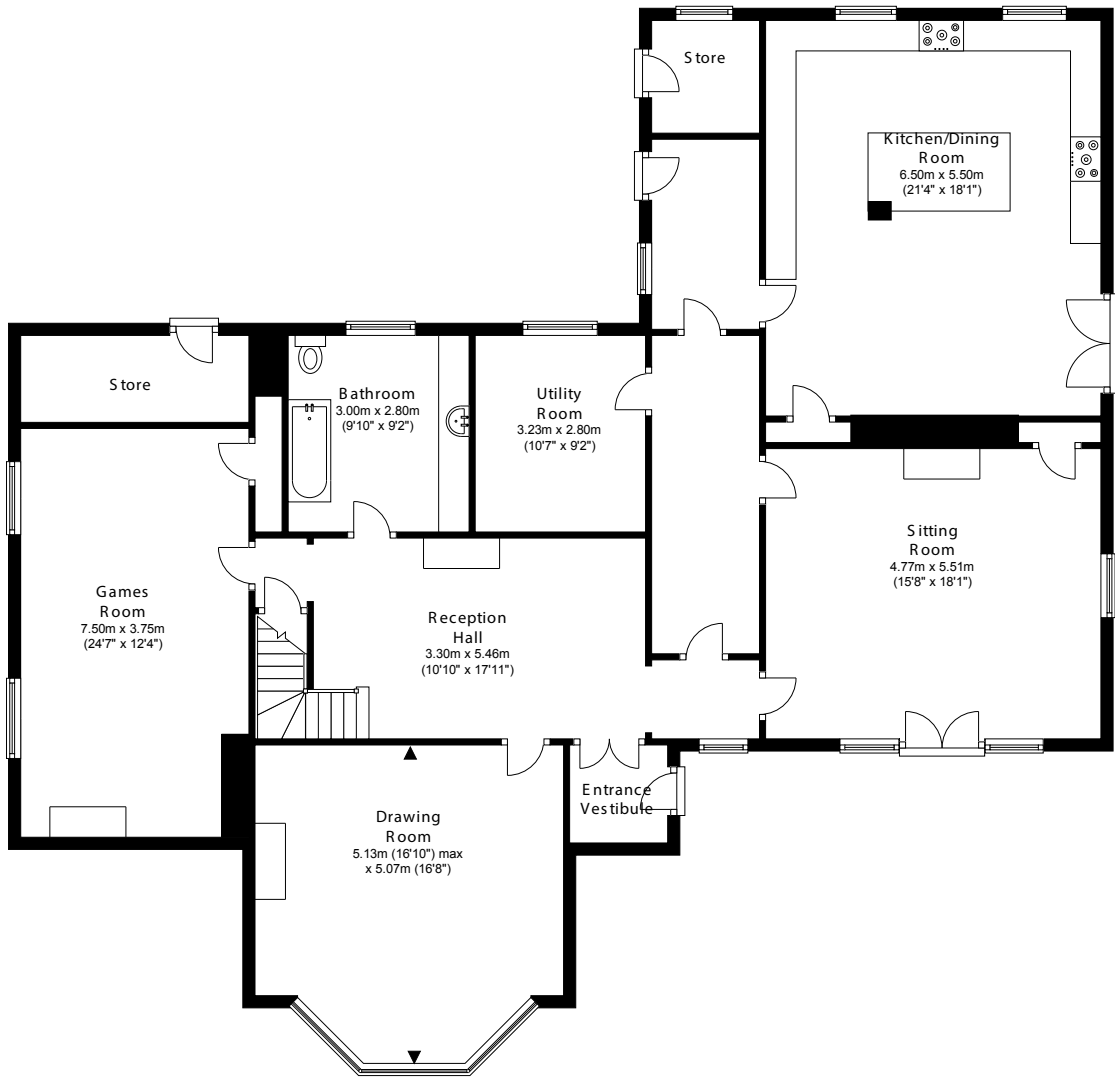 Store
Kitchen/Dining
Room
6.50m x 5.50m
(21'4" x 18'1")
Store
Bathroom
3.00m x 2.80m
(9'10" x 9'2")
Utility
Room
3.23m x 2.80m
(10'7" x 9'2")
Sitting
Room
4.77m x 5.51m
(15'8" x 18'1")
Games
Room
7.50m x 3.75m
(24'7" x 12'4")
Reception
Hall
3.30m x 5.46m
(10'10" x 17'11")
Entrance
Vestibule
Drawing
Room
5.13m (16'10") max
x 5.07m (16'8")